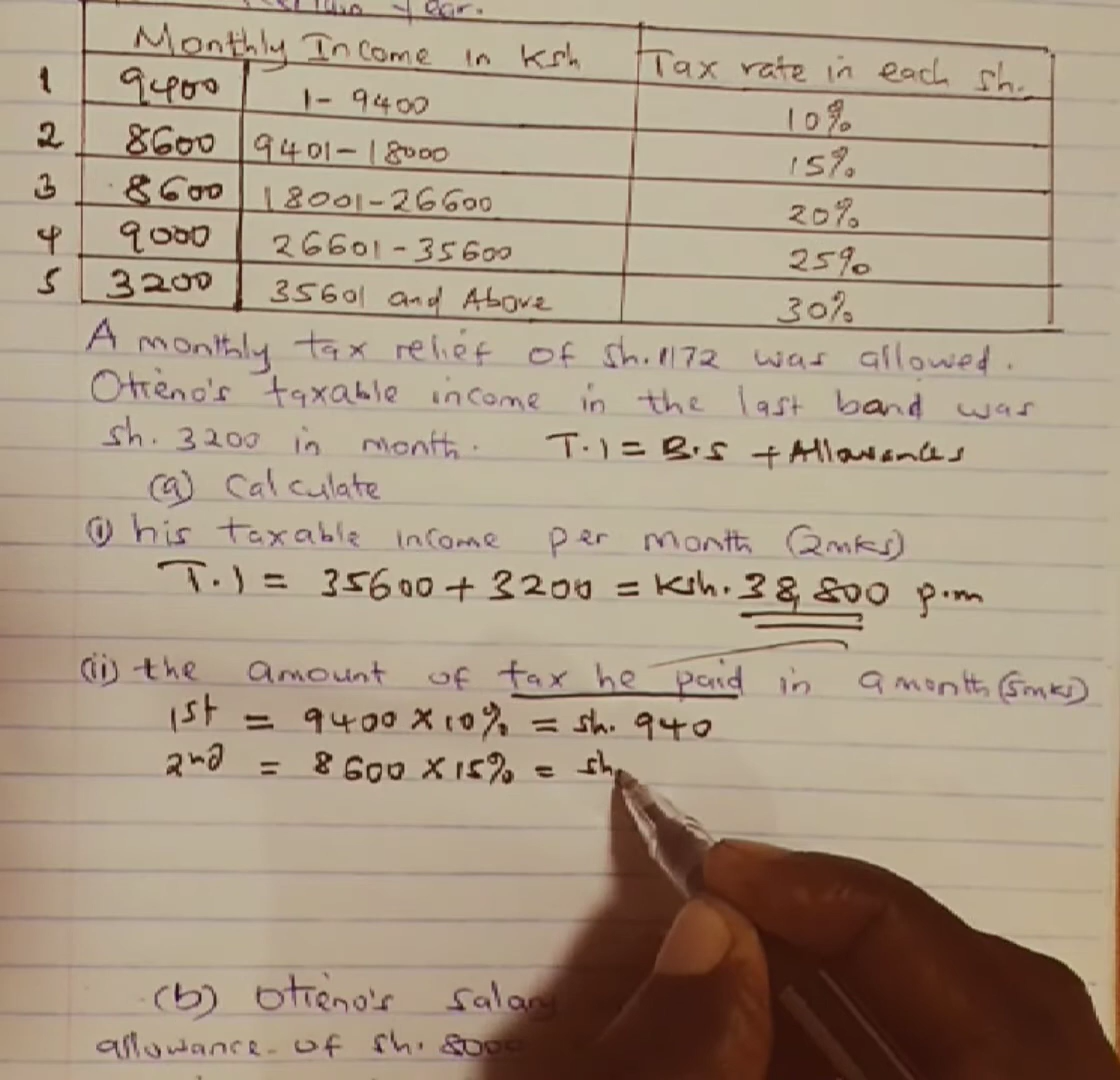 year.
Monthly Income in Ksh Tax rate in each sh.
1 9400 1-9400 10%
2 8600 9401-18000 15%
3 8600 18001-26600 20%
4 9000 26601-35600 25%
5 3200 35601 and Above 30%
A monthly tax relief of sh.1172 was allowed.
Otieno's taxable income in the last band was
sh. 3200 in month. T.I = B.S + Allowances
(a) Calculate
(i) his taxable income per month (2mks)
T.I = 35600 + 3200 = Ksh. 38,800 p.m
(ii) the amount of tax he paid in a month (5mks)
1st = 9400 × 10% = sh. 940
2nd = 8600 × 15% = sh.
(b) Otieno's salary
allowance of sh. 8000